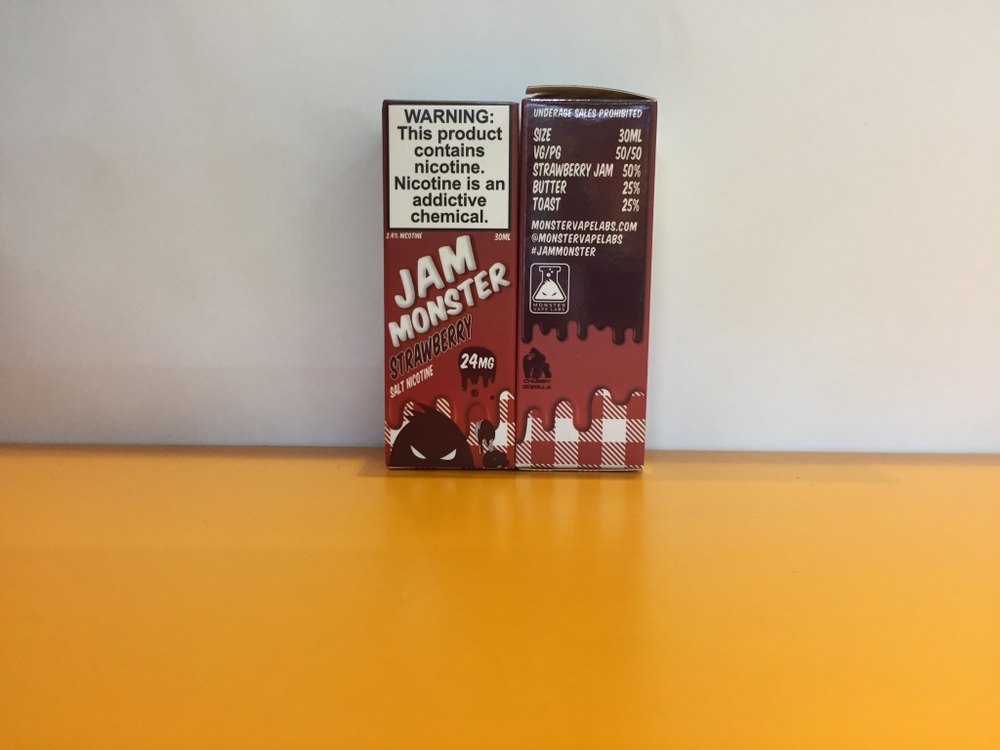 WARNING:
This product
contains
nicotine.
Nicotine is an
addictive
chemical.
2.4% NICOTINE 30ML
JAM
MONSTER
STRAWBERRY
SALT NICOTINE
24MG
UNDERAGE SALES PROHIBITED
SIZE 30ML
VG/PG 50/50
STRAWBERRY JAM 50%
BUTTER 25%
TOAST 25%
MONSTERVAPELABS.COM
@MONSTERVAPELABS
#JAMMONSTER
MONSTER
VAPE LABS
CHUBBY
GORILLA